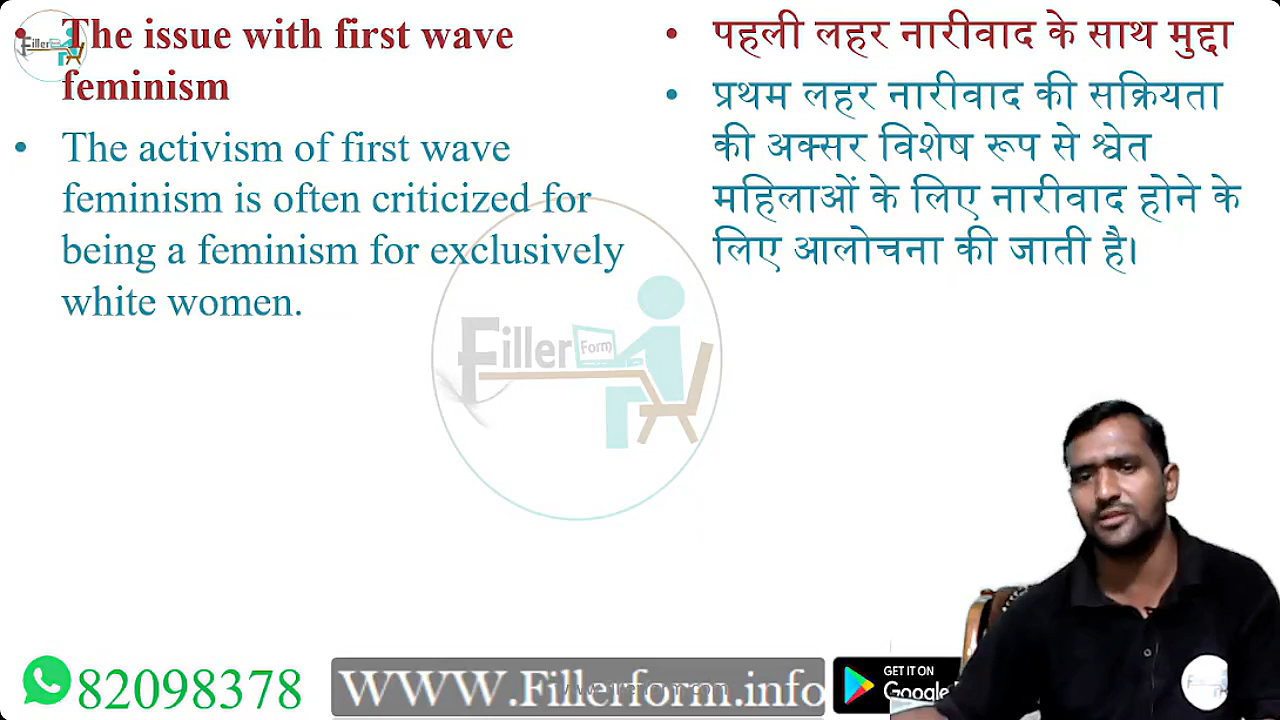 The issue with first wave
feminism
The activism of first wave
feminism is often criticized for
being a feminism for exclusively
white women.
पहली लहर नारीवाद के साथ मुद्दा
प्रथम लहर नारीवाद की सक्रियता
की अक्सर विशेष रूप से श्वेत
महिलाओं के लिए नारीवाद होने के
लिए आलोचना की जाती है।
Filler Form
82098378
www.Fillerform.info
GET IT ON
Google